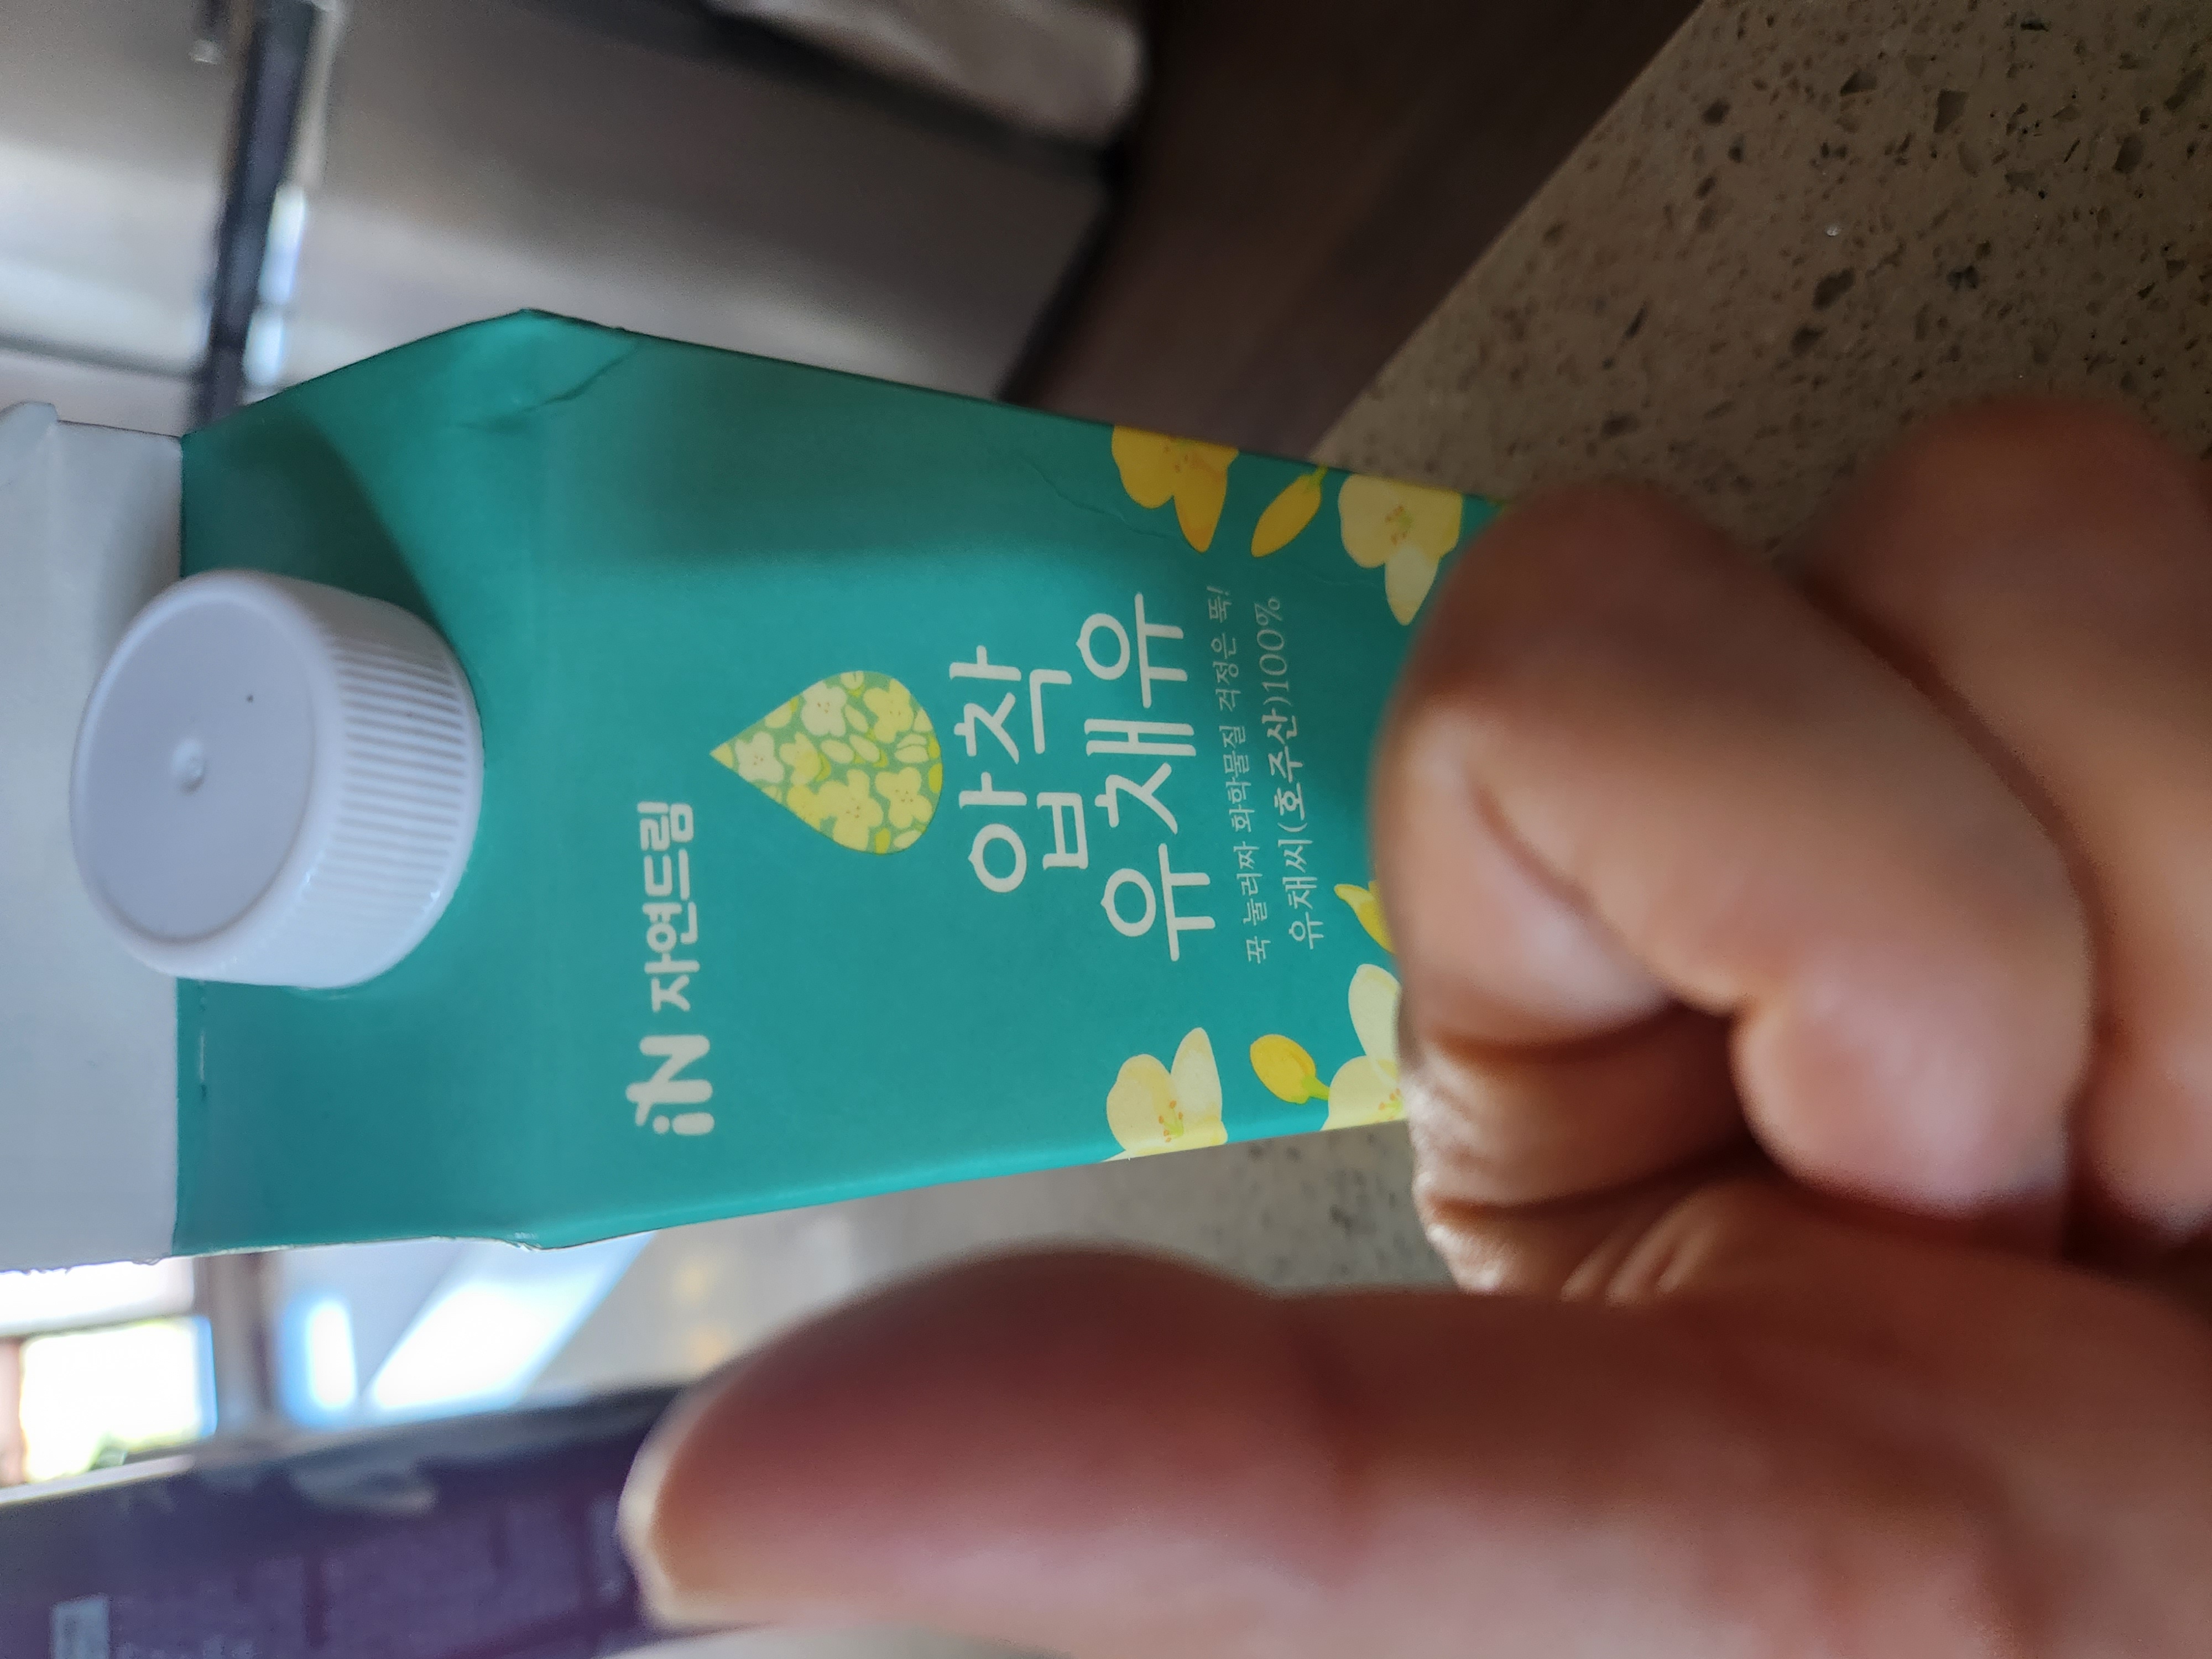 iN 자연드림
압착
유채유
꾹 눌러짜 화학물질 걱정은 뚝!
유채씨(호주산)100%